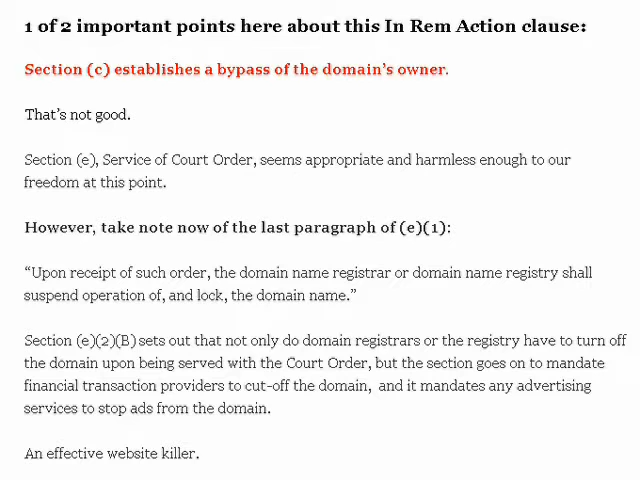 1 of 2 important points here about this In Rem Action clause:
Section (c) establishes a bypass of the domain's owner.
That's not good.
Section (e), Service of Court Order, seems appropriate and harmless enough to our
freedom at this point.
However, take note now of the last paragraph of (e)(1):
“Upon receipt of such order, the domain name registrar or domain name registry shall
suspend operation of, and lock, the domain name.”
Section (e)(2)(B) sets out that not only do domain registrars or the registry have to turn off
the domain upon being served with the Court Order, but the section goes on to mandate
financial transaction providers to cut-off the domain, and it mandates any advertising
services to stop ads from the domain.
An effective website killer.